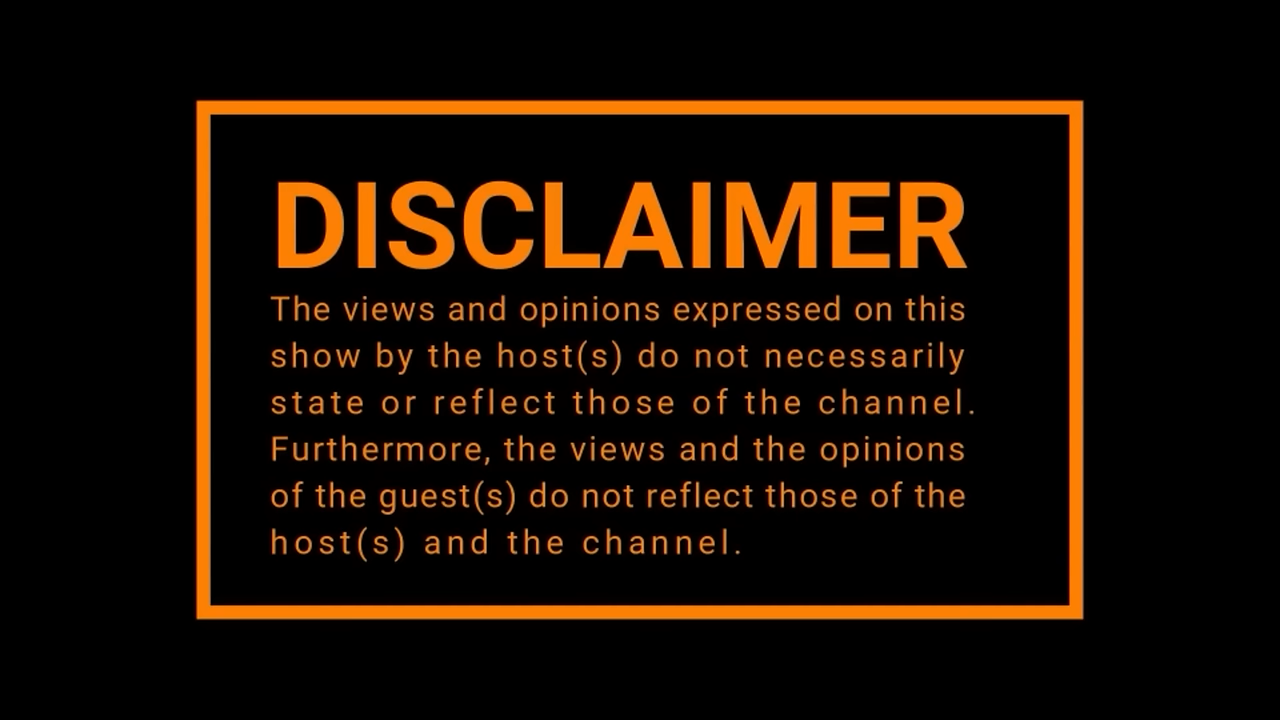 DISCLAIMER
The views and opinions expressed on this
show by the host(s) do not necessarily
state or reflect those of the channel.
Furthermore, the views and the opinions
of the guest(s) do not reflect those of the
host(s) and the channel.